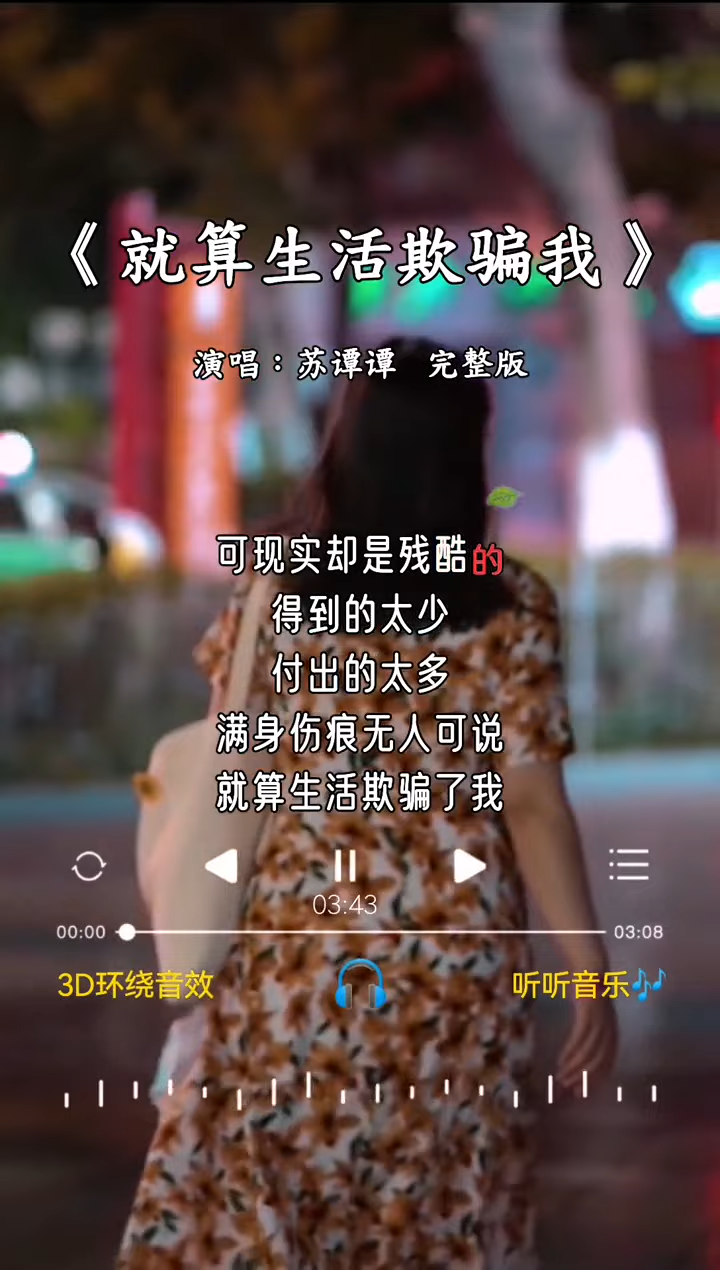 《就算生活欺骗我》
演唱：苏谭谭 完整版
可现实却是残酷的
得到的太少
付出的太多
满身伤痕无人可说
就算生活欺骗了我
03:43
00:00 03:08
3D环绕音效 听听音乐